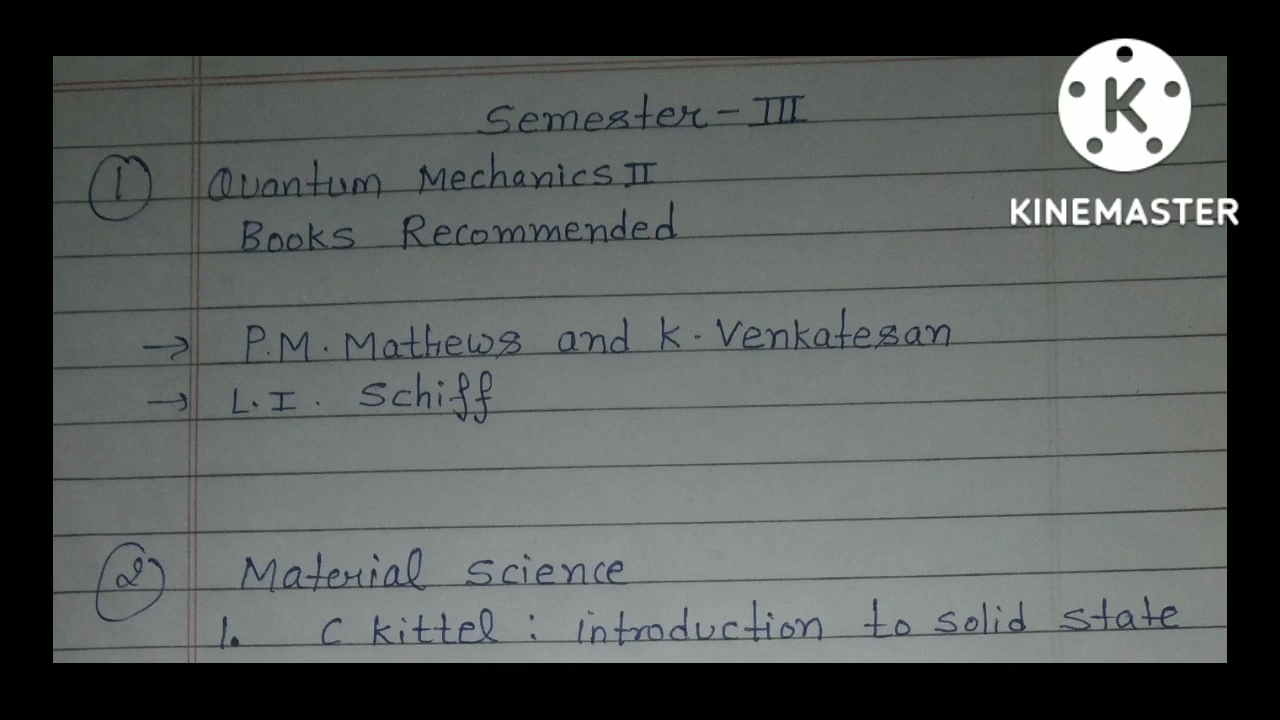 Semester - III
1 Quantum Mechanics II
Books Recommended
→ P.M. Mathews and K. Venkatesan
→ L.I. Schiff
2 Material science
1. C Kittel : introduction to solid state
K
KINEMASTER